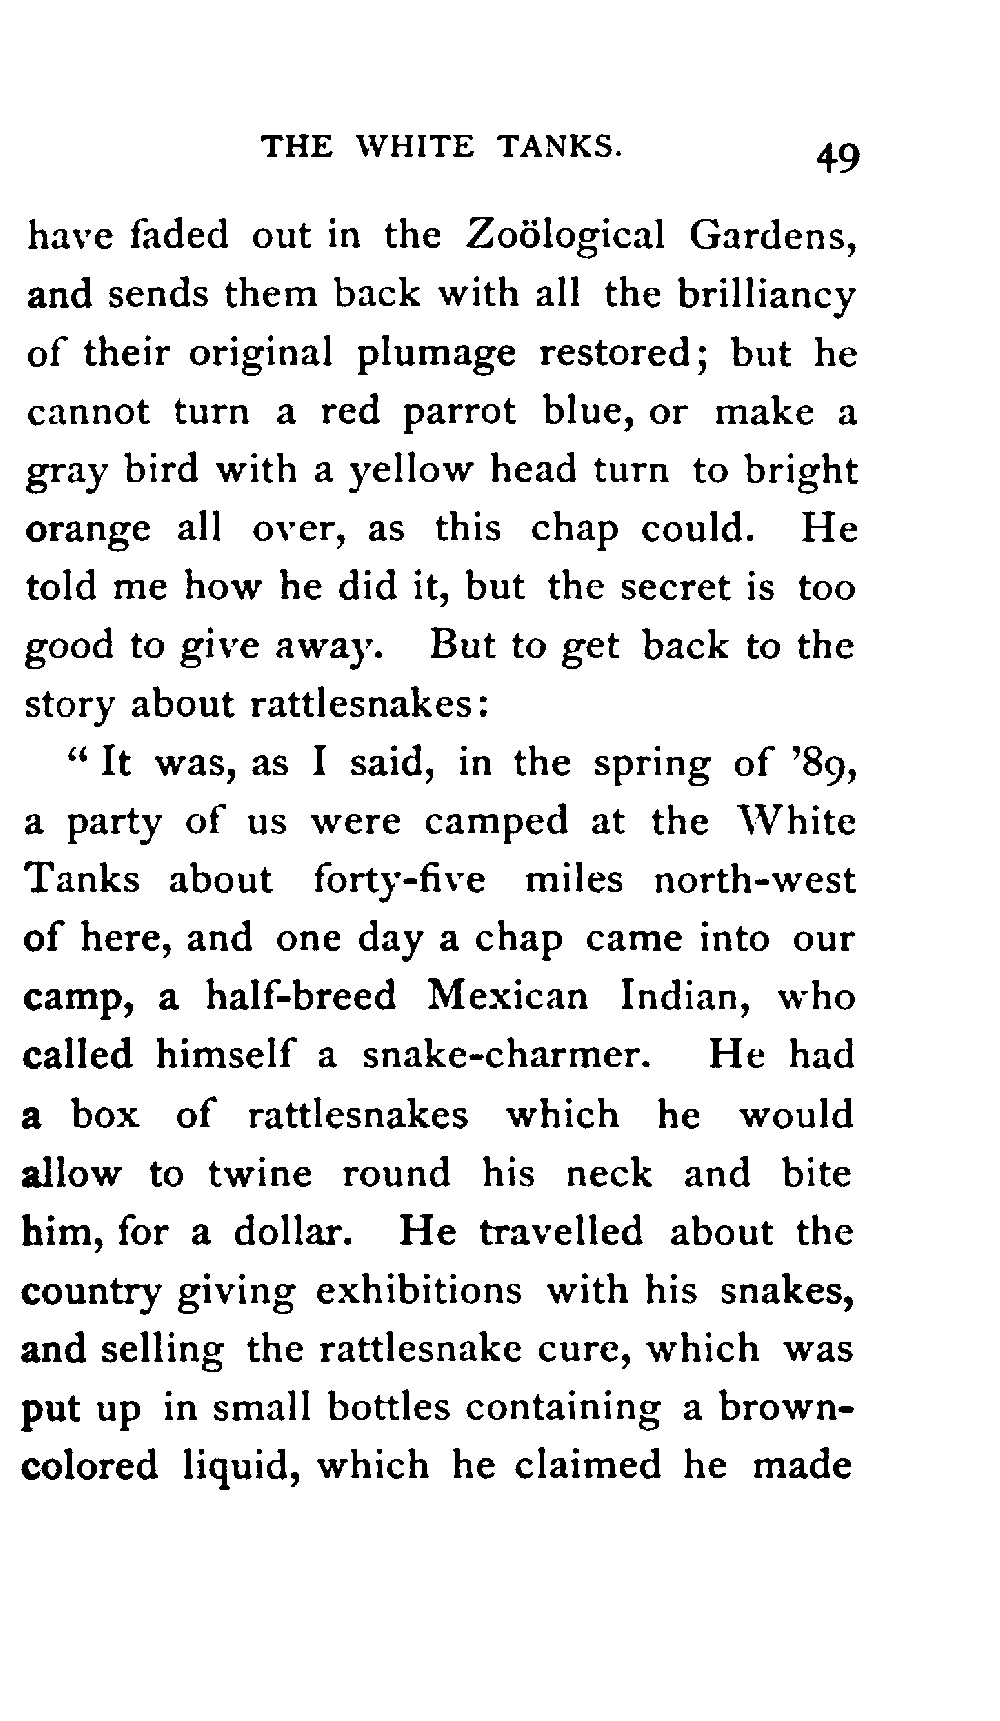 THE WHITE TANKS. 49
have faded out in the Zoölogical Gardens,
and sends them back with all the brilliancy
of their original plumage restored; but he
cannot turn a red parrot blue, or make a
gray bird with a yellow head turn to bright
orange all over, as this chap could. He
told me how he did it, but the secret is too
good to give away. But to get back to the
story about rattlesnakes:
“ It was, as I said, in the spring of ’89,
a party of us were camped at the White
Tanks about forty-five miles north-west
of here, and one day a chap came into our
camp, a half-breed Mexican Indian, who
called himself a snake-charmer. He had
a box of rattlesnakes which he would
allow to twine round his neck and bite
him, for a dollar. He travelled about the
country giving exhibitions with his snakes,
and selling the rattlesnake cure, which was
put up in small bottles containing a brown-
colored liquid, which he claimed he made